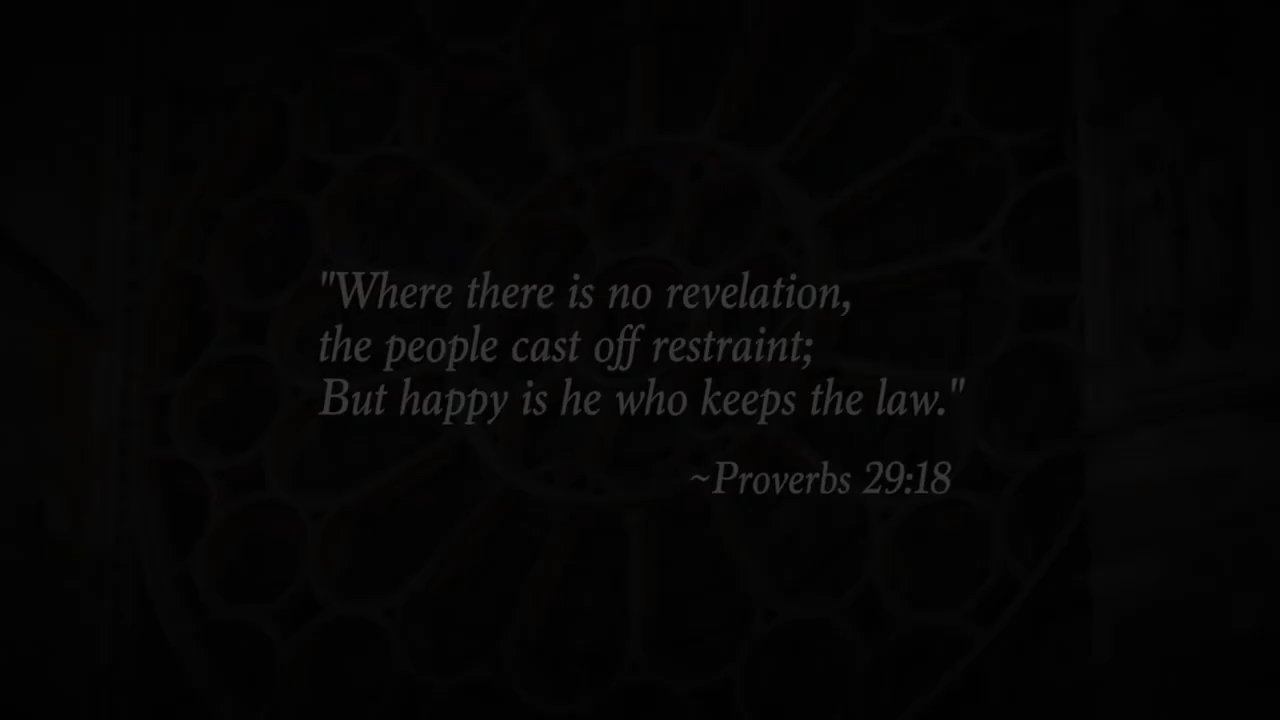 "Where there is no revelation,
the people cast off restraint;
But happy is he who keeps the law."
~Proverbs 29:18